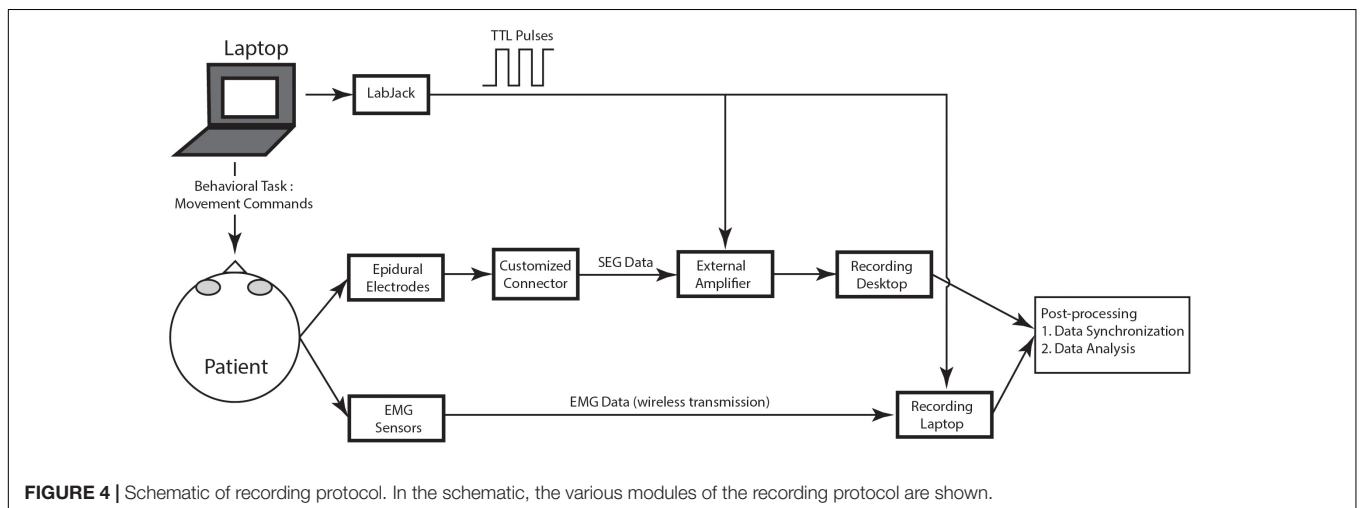 Laptop
TTL Pulses
LabJack
Behavioral Task :
Movement Commands
Epidural
Electrodes
Customized
Connector
SEG Data
External
Amplifier
Recording
Desktop
Post-processing
1. Data Synchronization
2. Data Analysis
Patient
EMG
Sensors
EMG Data (wireless transmission)
Recording
Laptop
FIGURE 4 | Schematic of recording protocol. In the schematic, the various modules of the recording protocol are shown.